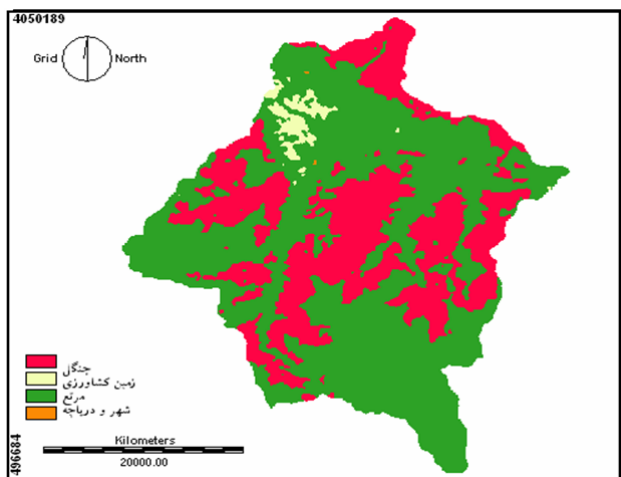 4050189
Grid North
جنگل
زمین کشاورزی
مرتع
شهر و دریاچه
Kilometers
20000.00
496684